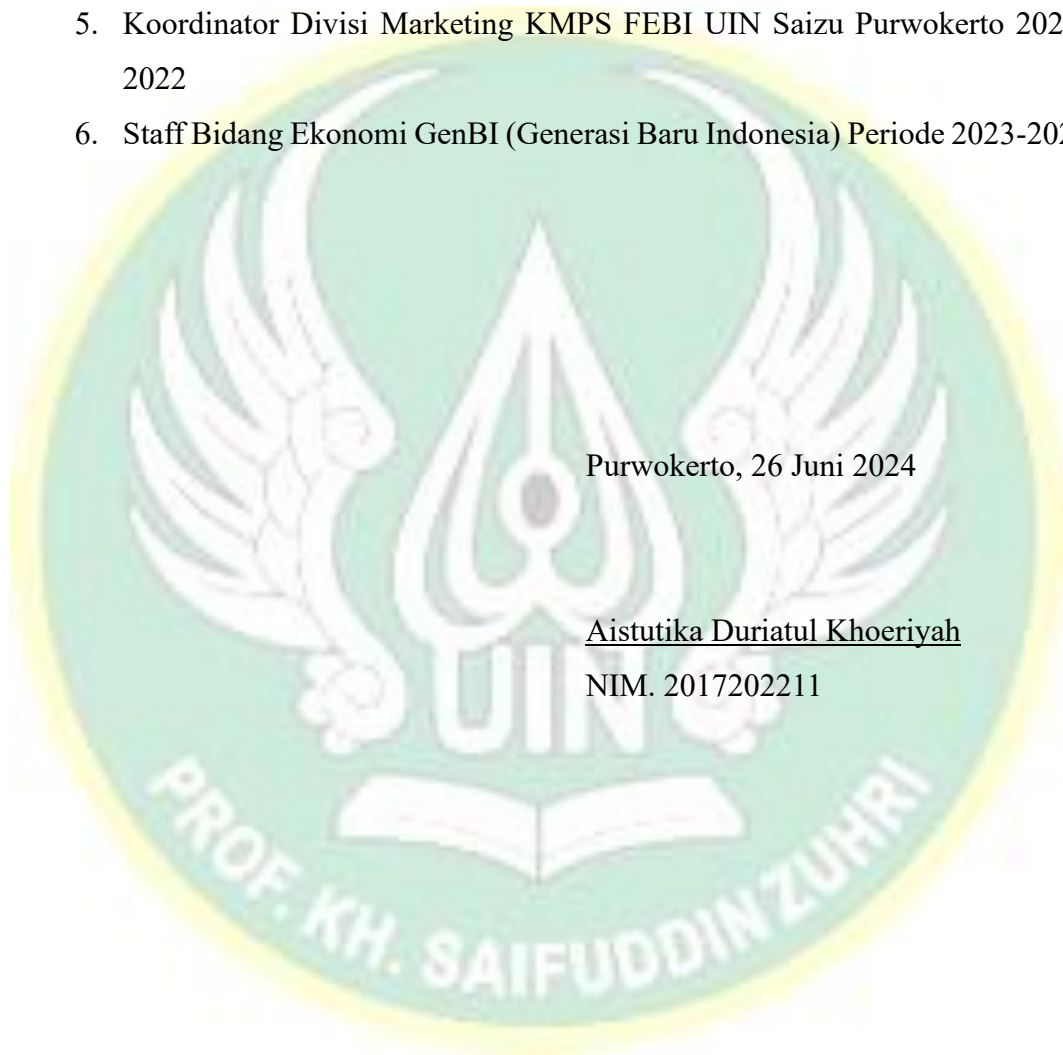 5. Koordinator Divisi Marketing KMPS FEBI UIN Saizu Purwokerto
2022
6. Staff Bidang Ekonomi GenBI (Generasi Baru Indonesia) Periode
Purwokerto, 26 Juni 2024
Aistutika Duriatul Khoeriyah
NIM. 2017202211
UIN
PROF. KH. SAIFUDDIN ZUHRI